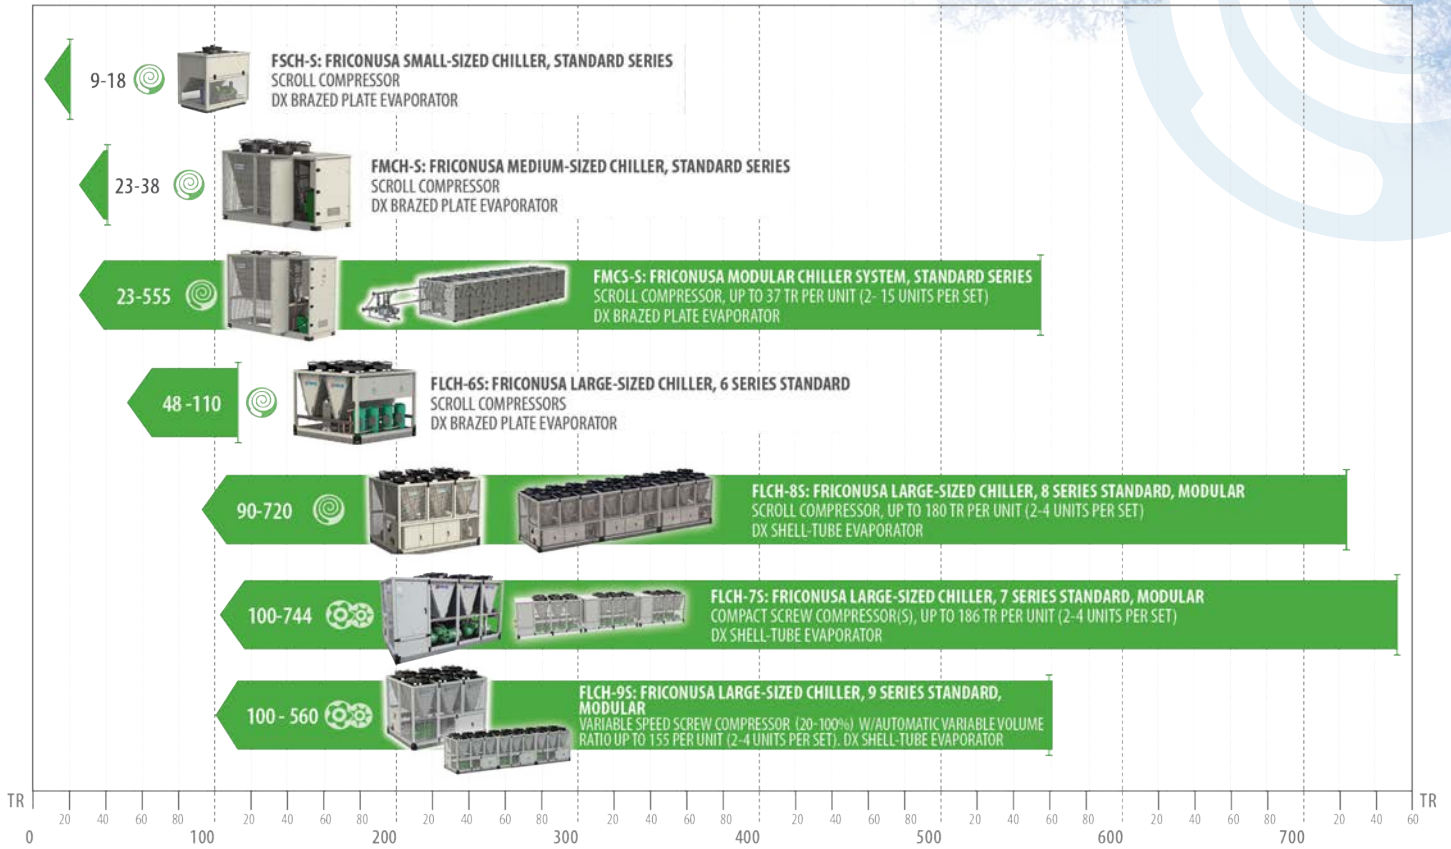 9-18
FSCH-S: FRICONUSA SMALL-SIZED CHILLER, STANDARD SERIES
SCROLL COMPRESSOR
DX BRAZED PLATE EVAPORATOR
23-38
FMCH-S: FRICONUSA MEDIUM-SIZED CHILLER, STANDARD SERIES
SCROLL COMPRESSOR
DX BRAZED PLATE EVAPORATOR
23-555
FMCS-S: FRICONUSA MODULAR CHILLER SYSTEM, STANDARD SERIES
SCROLL COMPRESSOR, UP TO 37 TR PER UNIT (2- 15 UNITS PER SET)
DX BRAZED PLATE EVAPORATOR
48 -110
FLCH-6S: FRICONUSA LARGE-SIZED CHILLER, 6 SERIES STANDARD
SCROLL COMPRESSORS
DX BRAZED PLATE EVAPORATOR
90-720
FLCH-8S: FRICONUSA LARGE-SIZED CHILLER, 8 SERIES STANDARD, MODULAR
SCROLL COMPRESSOR, UP TO 180 TR PER UNIT (2-4 UNITS PER SET)
DX SHELL-TUBE EVAPORATOR
100-744
FLCH-7S: FRICONUSA LARGE-SIZED CHILLER, 7 SERIES STANDARD, MODULAR
COMPACT SCREW COMPRESSOR(S), UP TO 186 TR PER UNIT (2-4 UNITS PER SET)
DX SHELL-TUBE EVAPORATOR
100 - 560
FLCH-9S: FRICONUSA LARGE-SIZED CHILLER, 9 SERIES STANDARD,
MODULAR
VARIABLE SPEED SCREW COMPRESSOR (20-100%) W/AUTOMATIC VARIABLE VOLUME
RATIO UP TO 155 PER UNIT (2-4 UNITS PER SET). DX SHELL-TUBE EVAPORATOR
TR TR
20 40 60 80 20 40 60 80 20 40 60 80 20 40 60 80 20 40 60 80 20 40 60 80 20 40 60 80 20 40 60
0 100 200 300 400 500 600 700